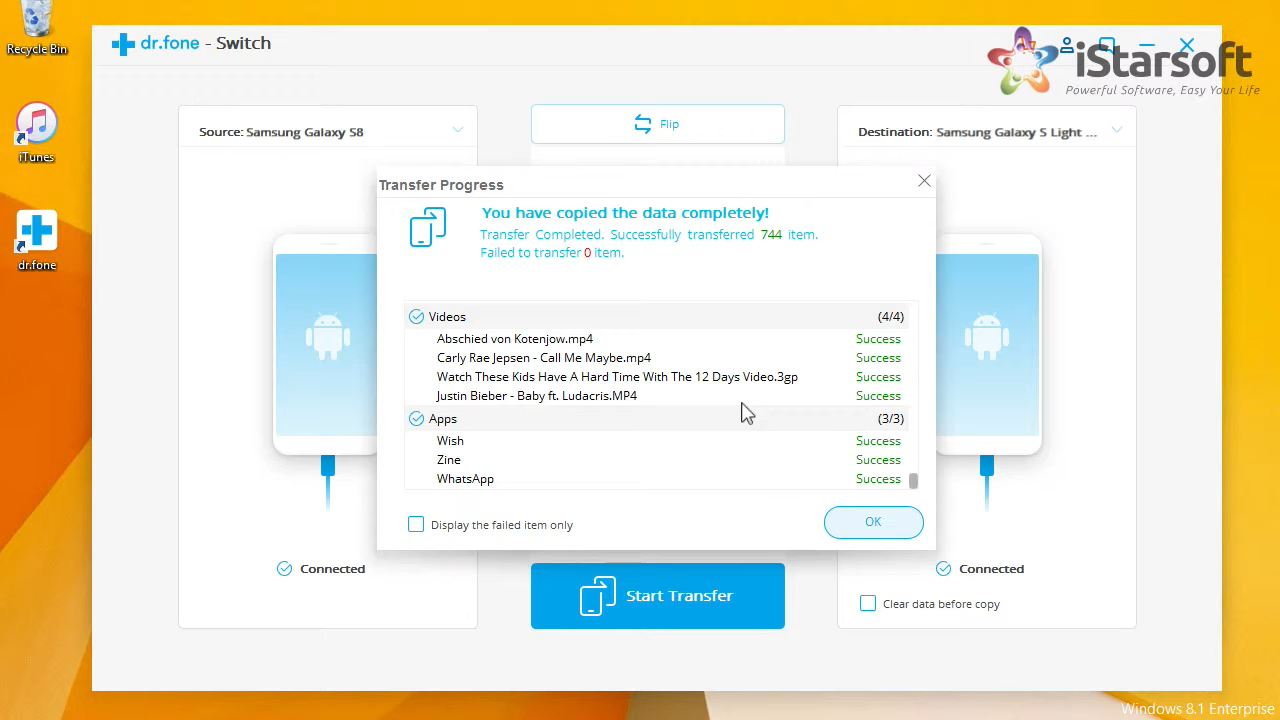 Recycle Bin
iTunes
dr.fone
dr.fone - Switch
iStarsoft
Powerful Software, Easy Your Life
Source: Samsung Galaxy S8
Flip
Destination: Samsung Galaxy S Light ...
Transfer Progress
You have copied the data completely!
Transfer Completed. Successfully transferred 744 item.
Failed to transfer 0 item.
Videos (4/4)
Abschied von Kotenjow.mp4 Success
Carly Rae Jepsen - Call Me Maybe.mp4 Success
Watch These Kids Have A Hard Time With The 12 Days Video.3gp Success
Justin Bieber - Baby ft. Ludacris.MP4 Success
Apps (3/3)
Wish Success
Zine Success
WhatsApp Success
Display the failed item only
OK
Connected
Connected
Start Transfer
Clear data before copy
Windows 8.1 Enterprise